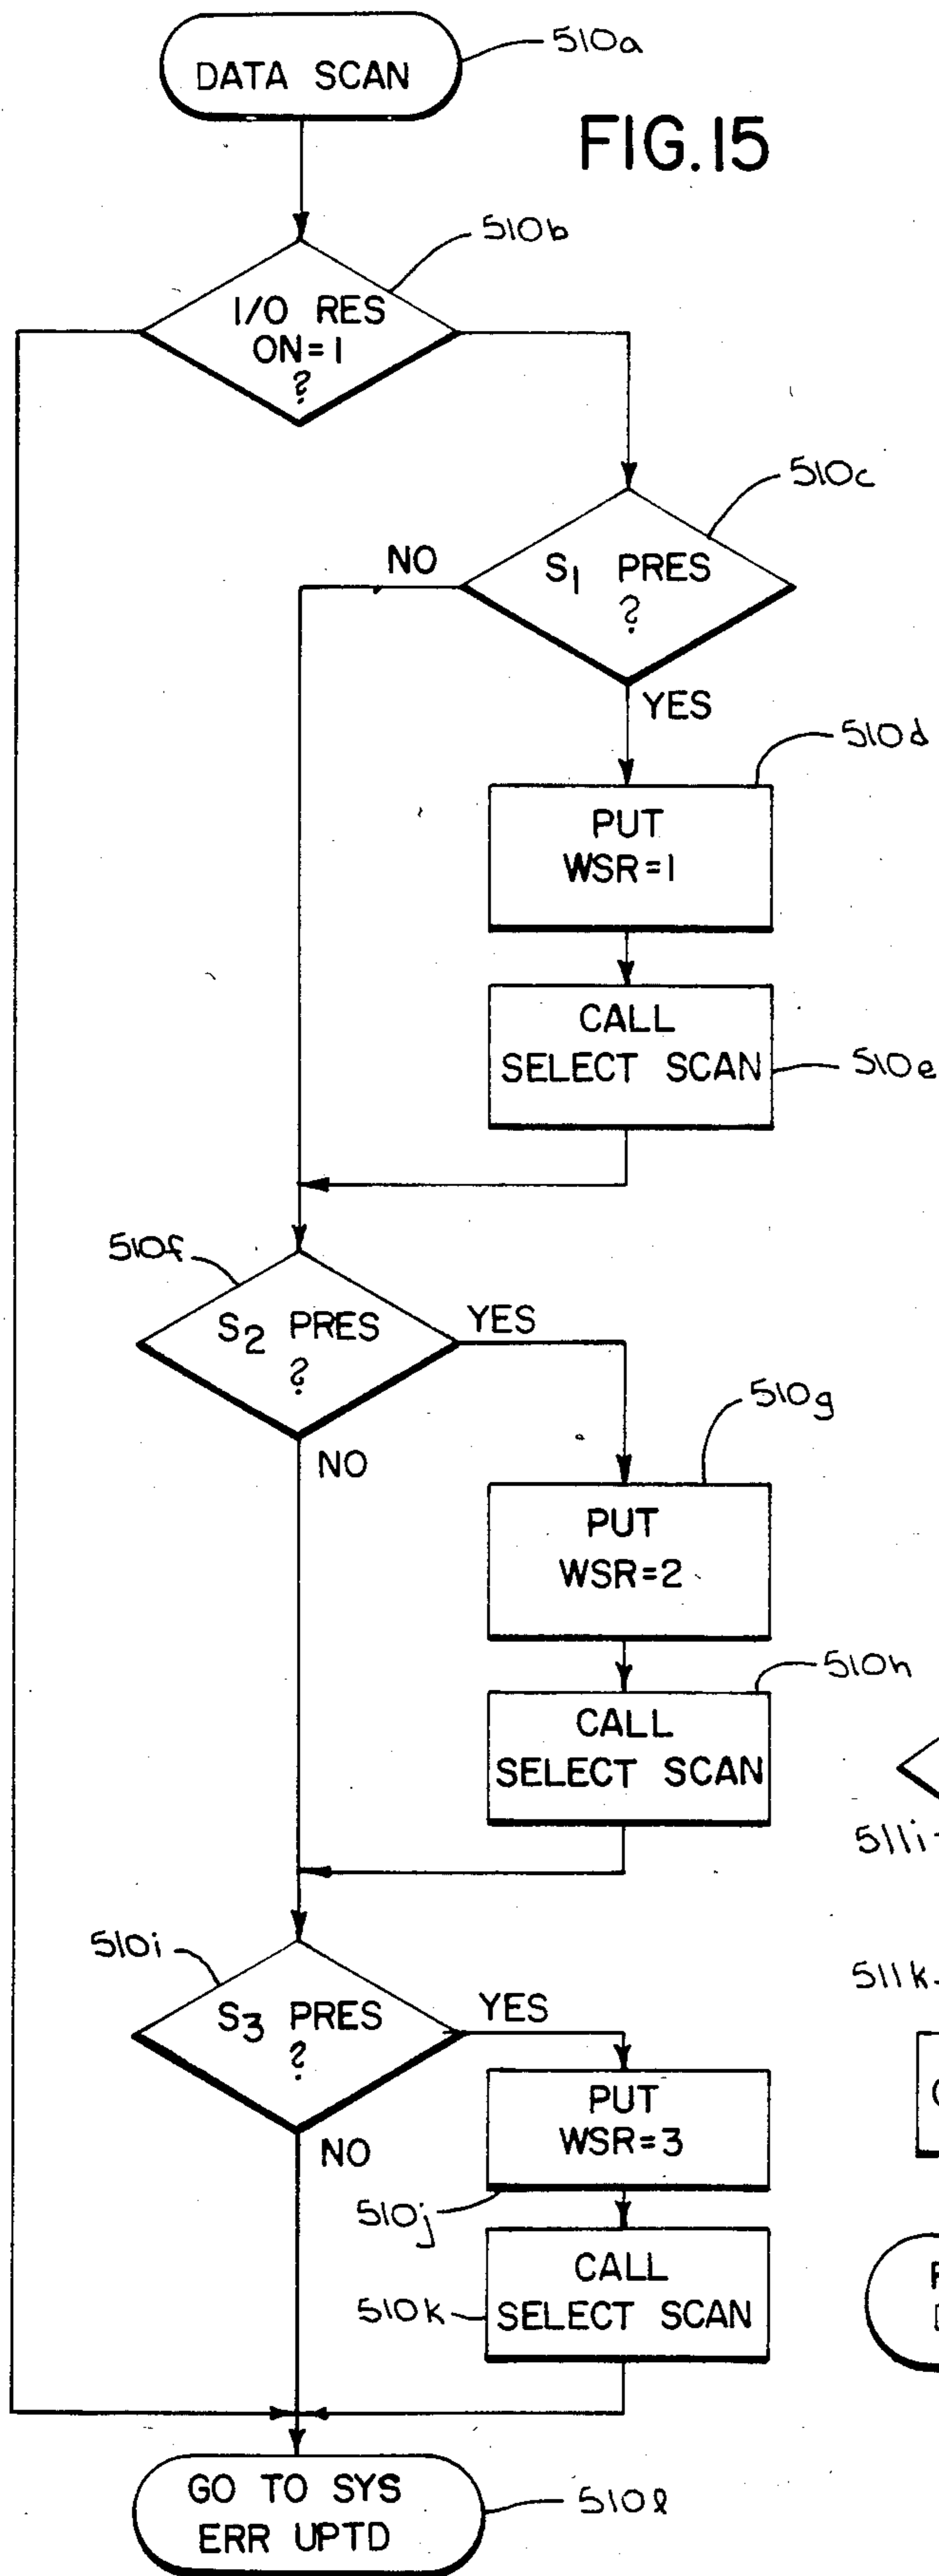 510a
DATA SCAN
FIG.15
510b
I/O RES
ON=1
?
510c
NO
S1 PRES
?
YES
510d
PUT
WSR=1
CALL
SELECT SCAN
510e
510f
S2 PRES
?
YES
NO
510g
PUT
WSR=2
510h
CALL
SELECT SCAN
511i
510i
S3 PRES
?
YES
NO
511k
PUT
WSR=3
510j
CALL
SELECT SCAN
510k
GO TO SYS
ERR UPTD
510l